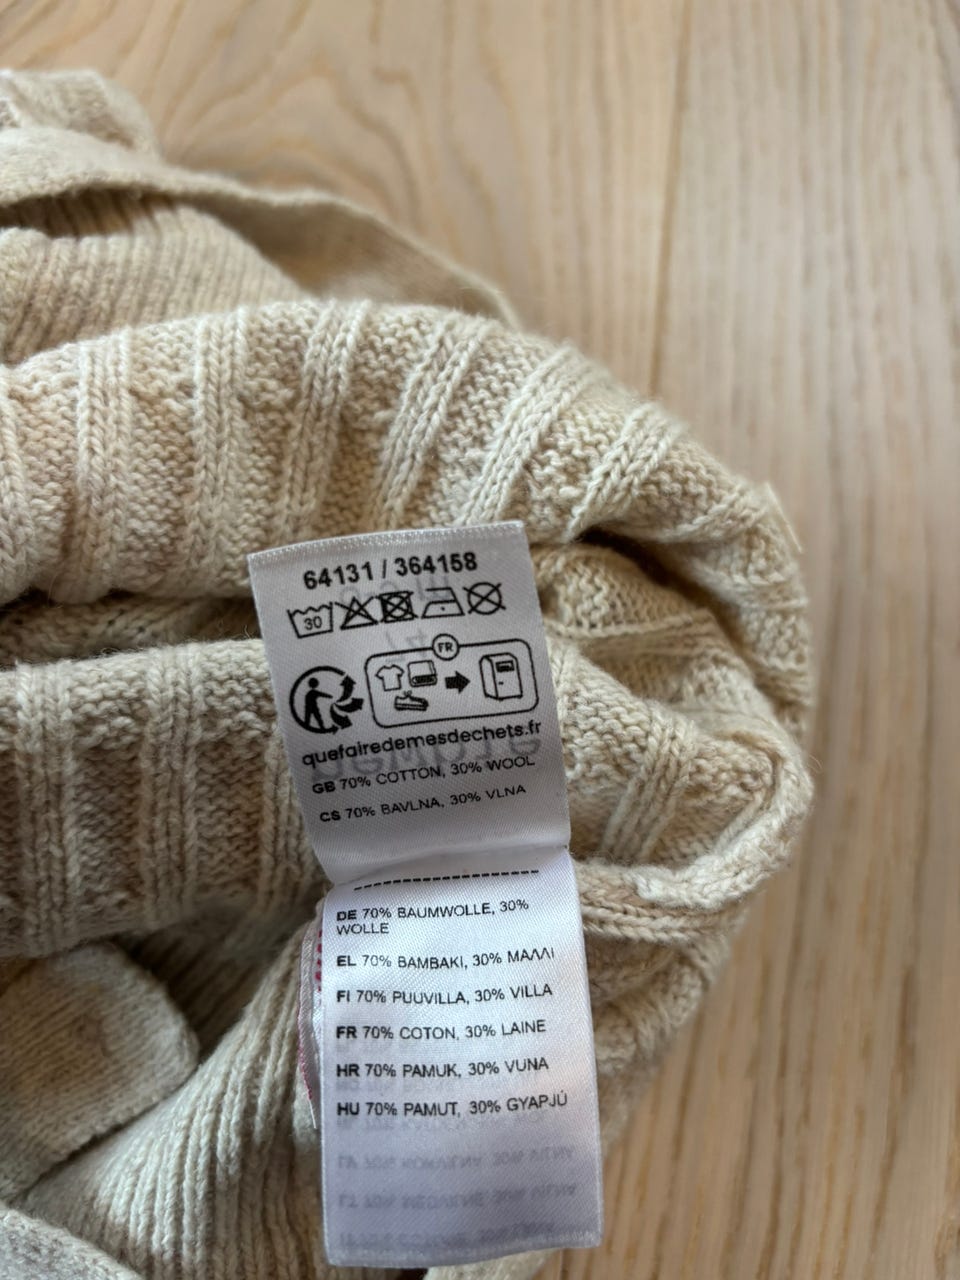 64131 / 364158
30
FR
quefairedemesdechets.fr
GB 70% COTTON, 30% WOOL
CS 70% BAVLNA, 30% VLNA
DE 70% BAUMWOLLE, 30%
WOLLE
EL 70% ΒΑΜΒΑΚΙ, 30% ΜΑΛΛΙ
FI 70% PUUVILLA, 30% VILLA
FR 70% COTON, 30% LAINE
HR 70% PAMUK, 30% VUNA
HU 70% PAMUT, 30% GYAPJÚ